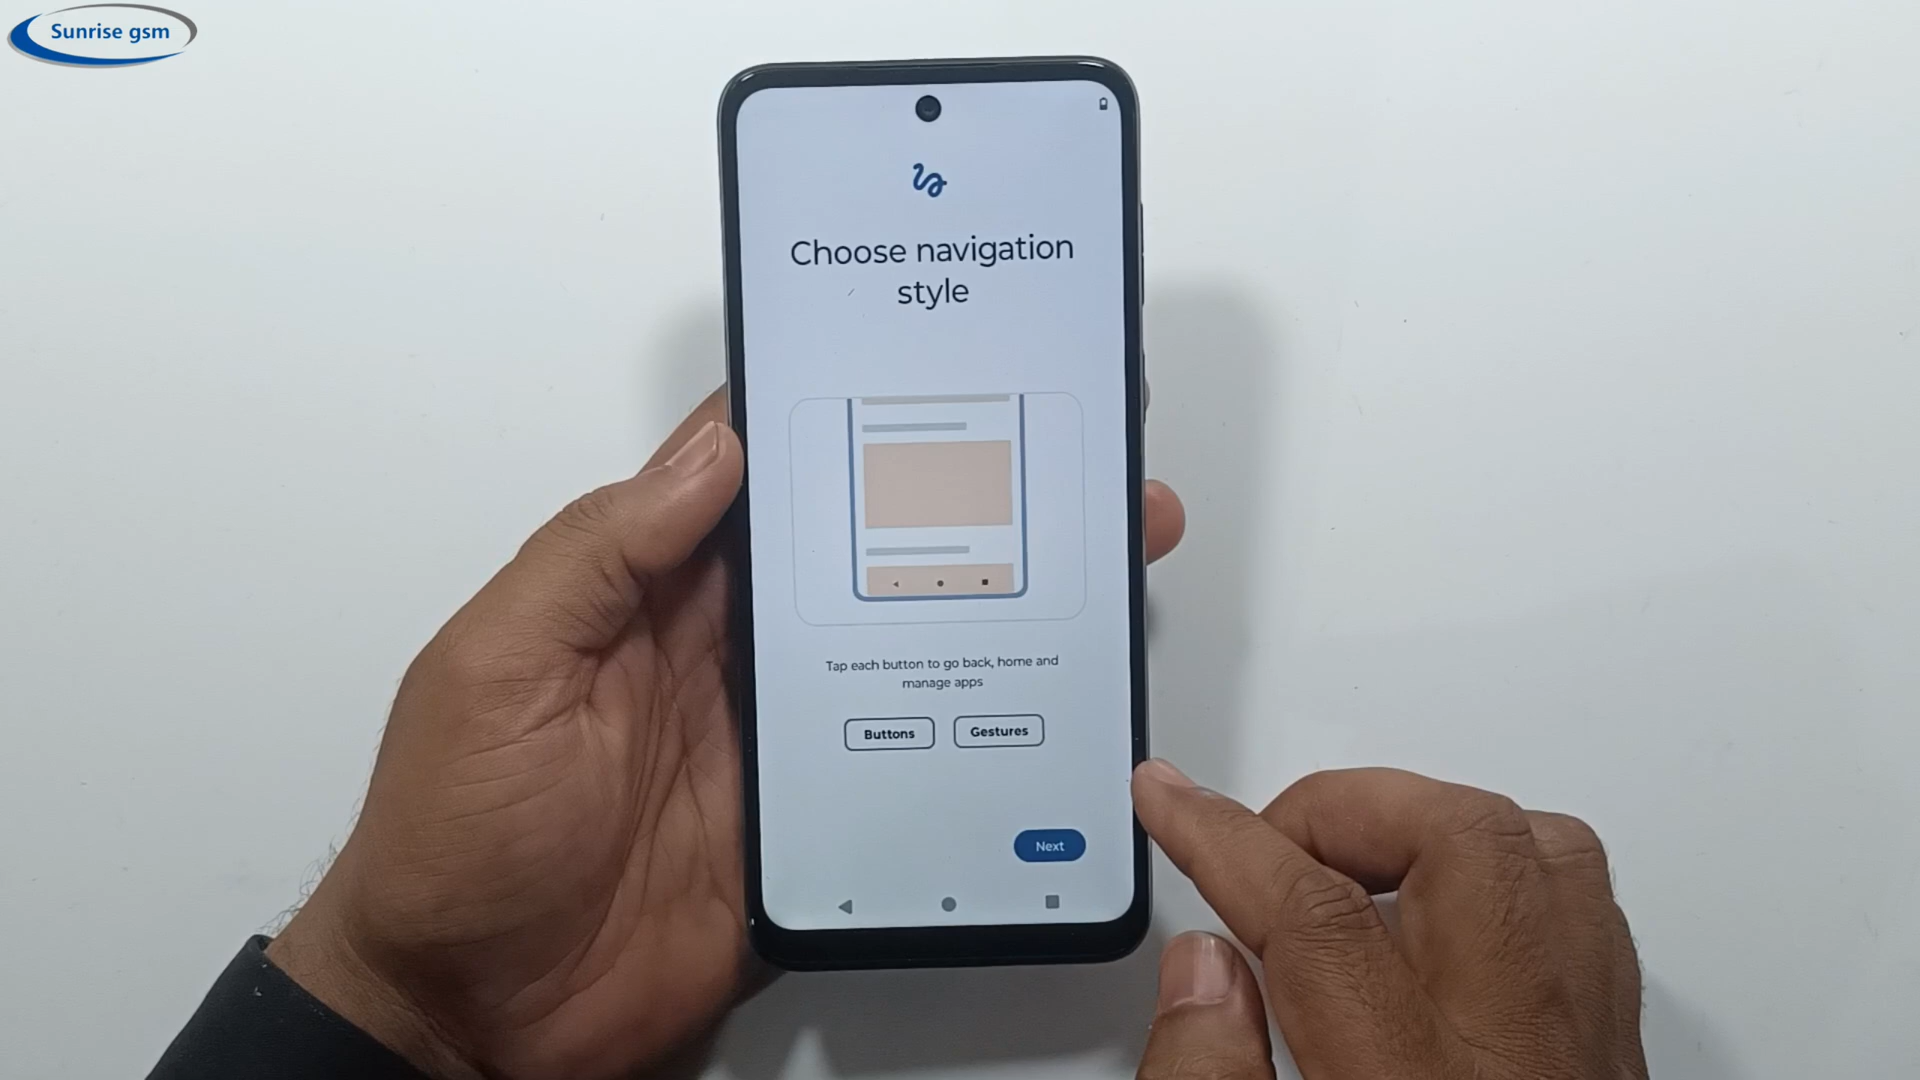 Sunrise gsm
Choose navigation
style
Tap each button to go back, home and
manage apps
Buttons
Gestures
Next